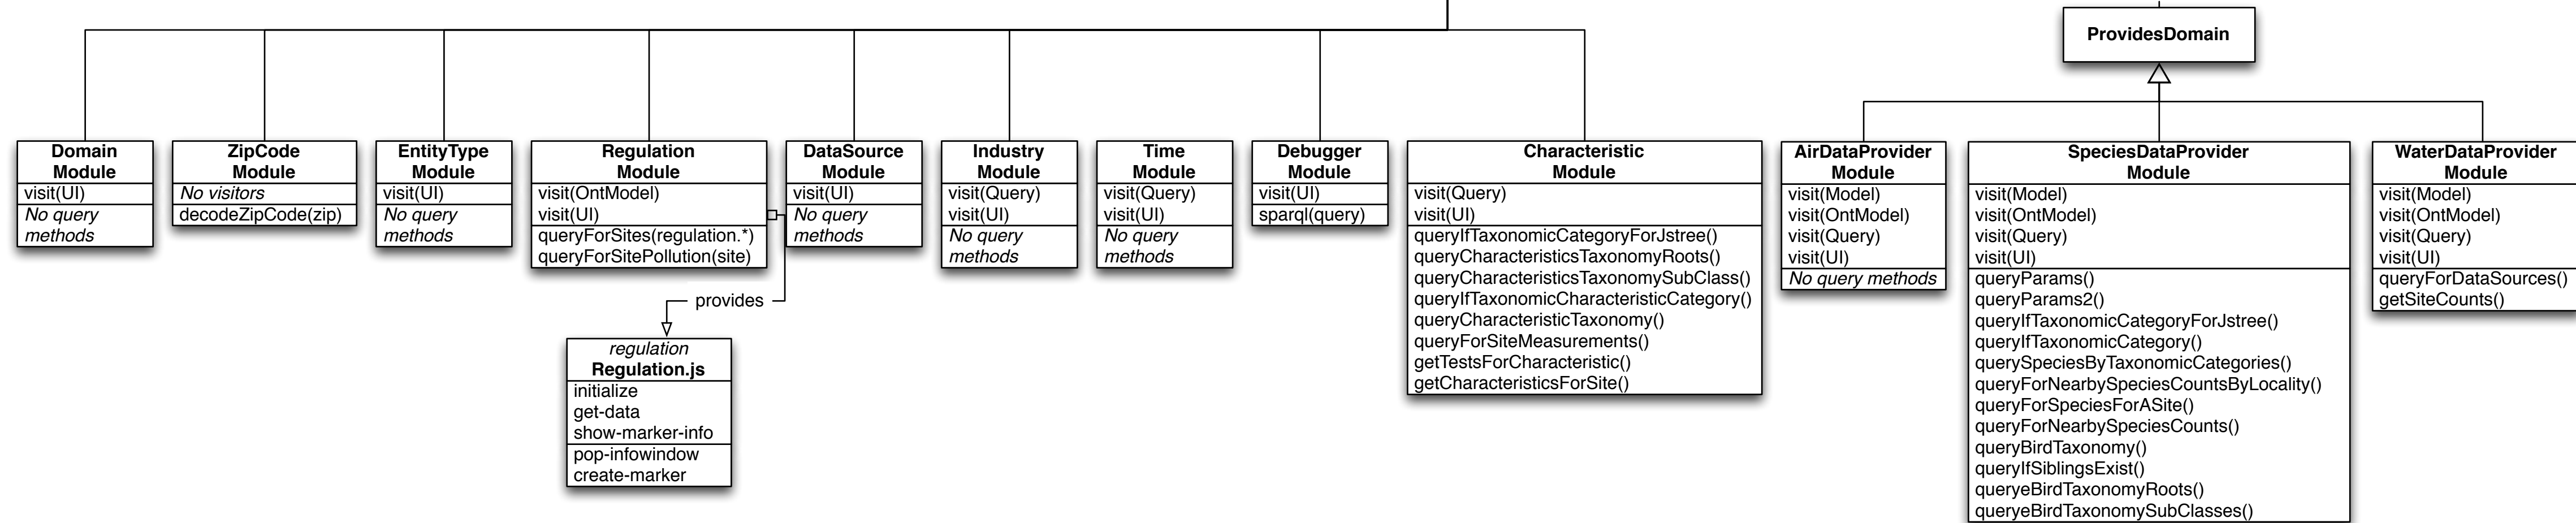 ProvidesDomain
Domain
Module
visit(UI)
No query
methods
ZipCode
Module
No visitors
decodeZipCode(zip)
EntityType
Module
visit(UI)
No query
methods
Regulation
Module
visit(OntModel)
visit(UI)
queryForSites(regulation.*)
queryForSitePollution(site)
DataSource
Module
visit(UI)
No query
methods
Industry
Module
visit(Query)
visit(UI)
No query
methods
Time
Module
visit(Query)
visit(UI)
No query
methods
Debugger
Module
visit(UI)
sparql(query)
Characteristic
Module
visit(Query)
visit(UI)
queryIfTaxonomicCategoryForJstree()
queryCharacteristicsTaxonomyRoots()
queryCharacteristicsTaxonomySubClass()
queryIfTaxonomicCharacteristicCategory()
queryCharacteristicTaxonomy()
queryForSiteMeasurements()
getTestsForCharacteristic()
getCharacteristicsForSite()
AirDataProvider
Module
visit(Model)
visit(OntModel)
visit(Query)
visit(UI)
No query methods
SpeciesDataProvider
Module
visit(Model)
visit(OntModel)
visit(Query)
visit(UI)
queryParams()
queryParams2()
queryIfTaxonomicCategoryForJstree()
queryIfTaxonomicCategory()
querySpeciesByTaxonomicCategories()
queryForNearbySpeciesCountsByLocality()
queryForSpeciesForASite()
queryForNearbySpeciesCounts()
queryBirdTaxonomy()
queryIfSiblingsExist()
queryeBirdTaxonomyRoots()
queryeBirdTaxonomySubClasses()
WaterDataProvider
Module
visit(Model)
visit(OntModel)
visit(Query)
visit(UI)
queryForDataSources()
getSiteCounts()
provides
regulation
Regulation.js
initialize
get-data
show-marker-info
pop-infowindow
create-marker